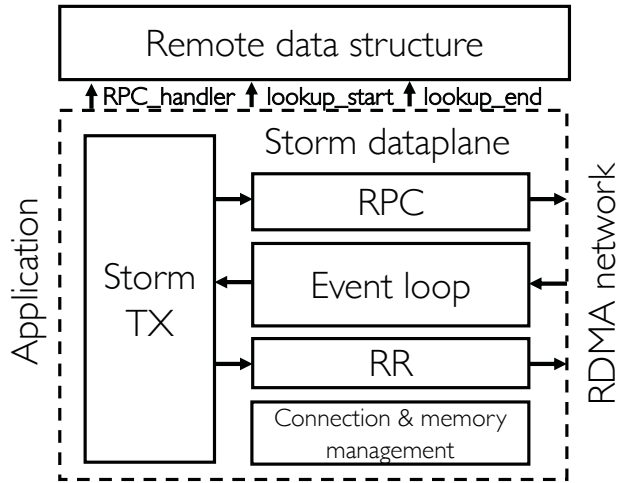 Remote data structure
RPC_handler lookup_start lookup_end
Storm dataplane
Application
Storm
TX
RPC
Event loop
RR
Connection & memory
management
RDMA network